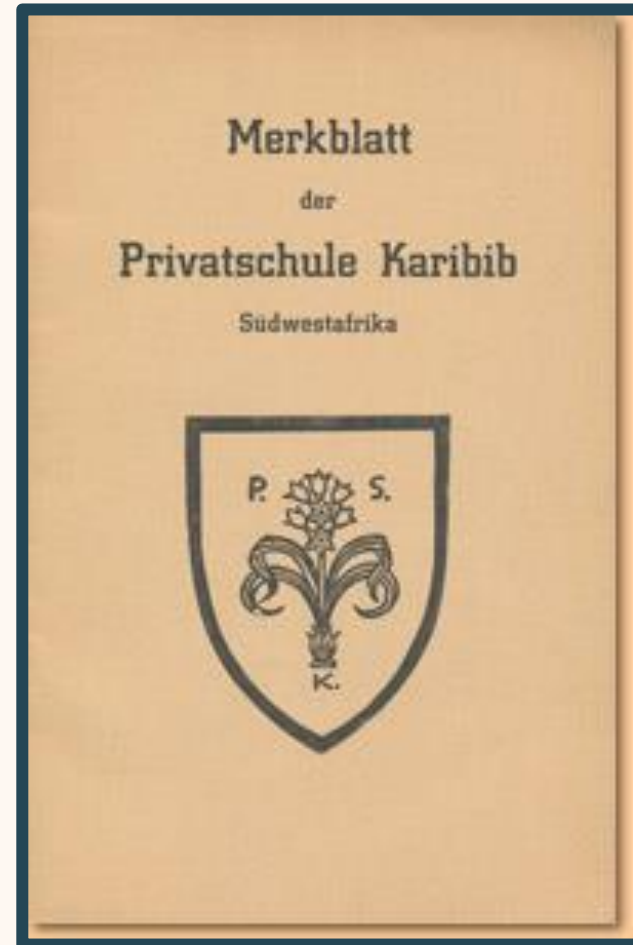 Merkblatt
der
Privatschule Karibib
Südwestafrika
P. S.
K.